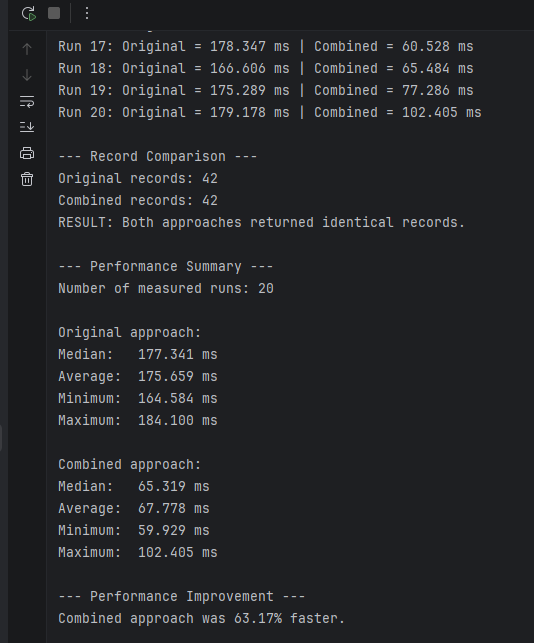 Run 17: Original = 178.347 ms | Combined = 60.528 ms
Run 18: Original = 166.606 ms | Combined = 65.484 ms
Run 19: Original = 175.289 ms | Combined = 77.286 ms
Run 20: Original = 179.178 ms | Combined = 102.405 ms
--- Record Comparison ---
Original records: 42
Combined records: 42
RESULT: Both approaches returned identical records.
--- Performance Summary ---
Number of measured runs: 20
Original approach:
Median:   177.341 ms
Average:  175.659 ms
Minimum:  164.584 ms
Maximum:  184.100 ms
Combined approach:
Median:   65.319 ms
Average:  67.778 ms
Minimum:  59.929 ms
Maximum:  102.405 ms
--- Performance Improvement ---
Combined approach was 63.17% faster.